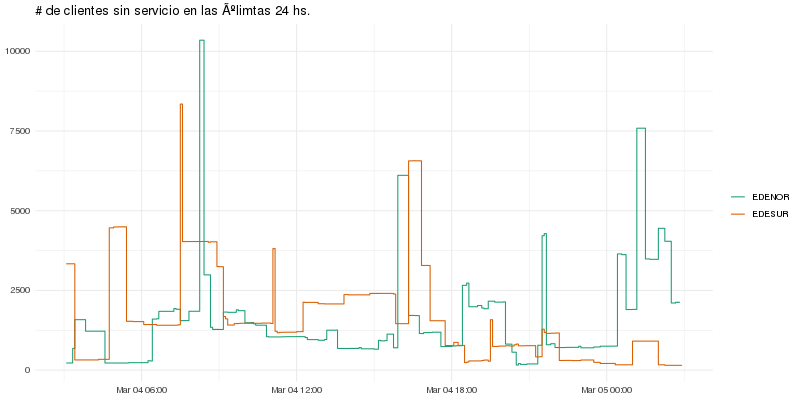 # de clientes sin servicio en las Ãºlimtas 24 hs.
10000
7500
5000
2500
0
Mar 04 06:00
Mar 04 12:00
Mar 04 18:00
Mar 05 00:00
EDENOR
EDESUR